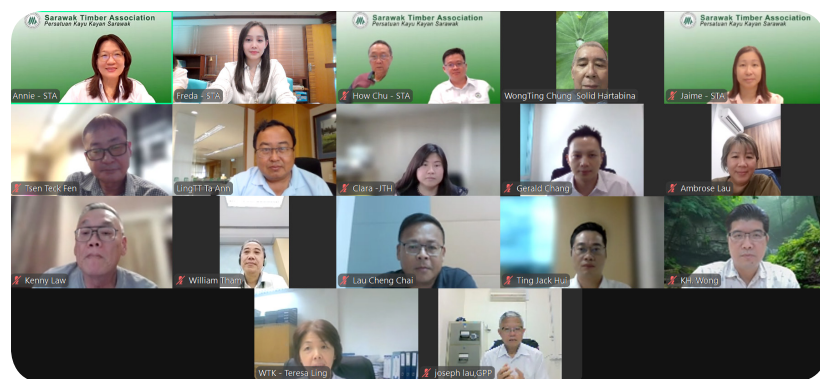 Sarawak Timber Association
Persatuan Kayu Kayan Sarawak
Annie - STA
Freda - STA
Sarawak Timber Association
Persatuan Kayu Kayan Sarawak
How Chu - STA
WongTing Chung Solid Hartabina
Sarawak Timber Association
Persatuan Kayu Kayan Sarawak
Jaime - STA
Tsen Teck Fen
LingTT Ta Ann
Clara -JTH
Gerald Chang
Ambrose Lau
Kenny Law
William Tham
Lau Cheng Chai
Ting Jack Hui
KH. Wong
WTK - Teresa Ling
joseph lau,GPP